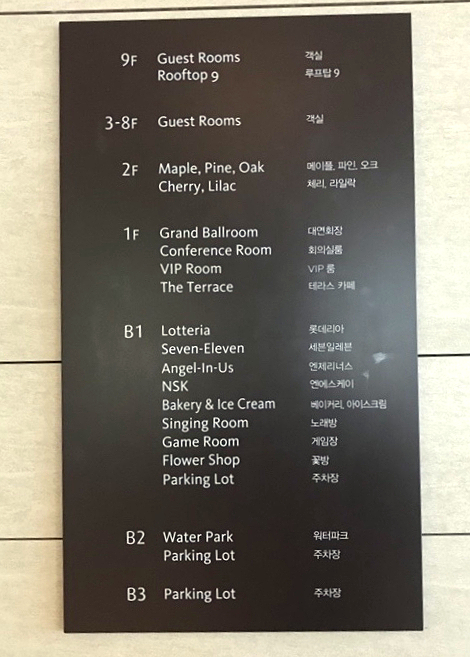 9F Guest Rooms 객실
Rooftop 9 루프탑 9
3-8F Guest Rooms 객실
2F Maple, Pine, Oak 메이플, 파인, 오크
Cherry, Lilac 체리, 라일락
1F Grand Ballroom 대연회장
Conference Room 회의실룸
VIP Room VIP 룸
The Terrace 테라스 카페
B1 Lotteria 롯데리아
Seven-Eleven 세븐일레븐
Angel-In-Us 엔제리너스
NSK 엔에스케이
Bakery & Ice Cream 베이커리, 아이스크림
Singing Room 노래방
Game Room 게임장
Flower Shop 꽃방
Parking Lot 주차장
B2 Water Park 워터파크
Parking Lot 주차장
B3 Parking Lot 주차장